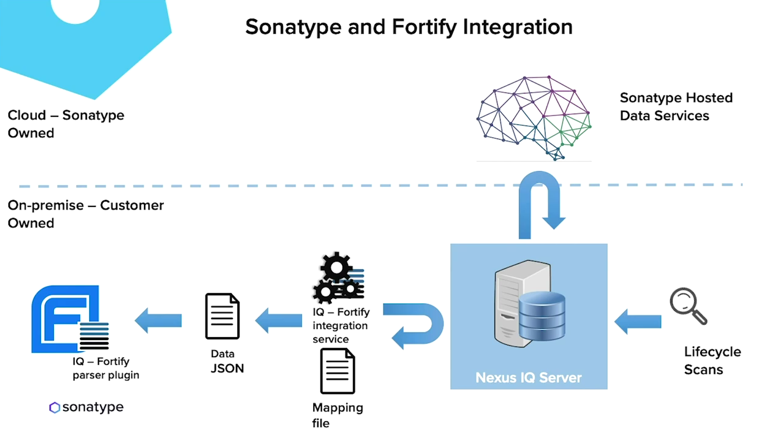 Sonatype and Fortify Integration
Cloud – Sonatype
Owned
Sonatype Hosted
Data Services
On-premise – Customer
Owned
IQ – Fortify
integration
service
Mapping
file
Data
JSON
F
IQ – Fortify
parser plugin
Nexus IQ Server
Lifecycle
Scans
sonatype